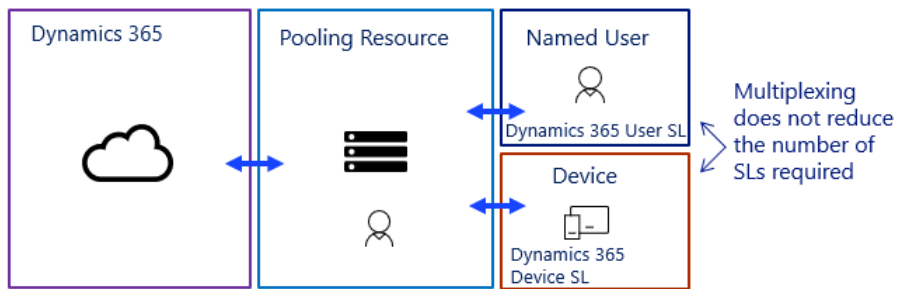 Dynamics 365
Pooling Resource
Named User
Dynamics 365 User SL
Device
Dynamics 365
Device SL
Multiplexing
does not reduce
the number of
SLs required